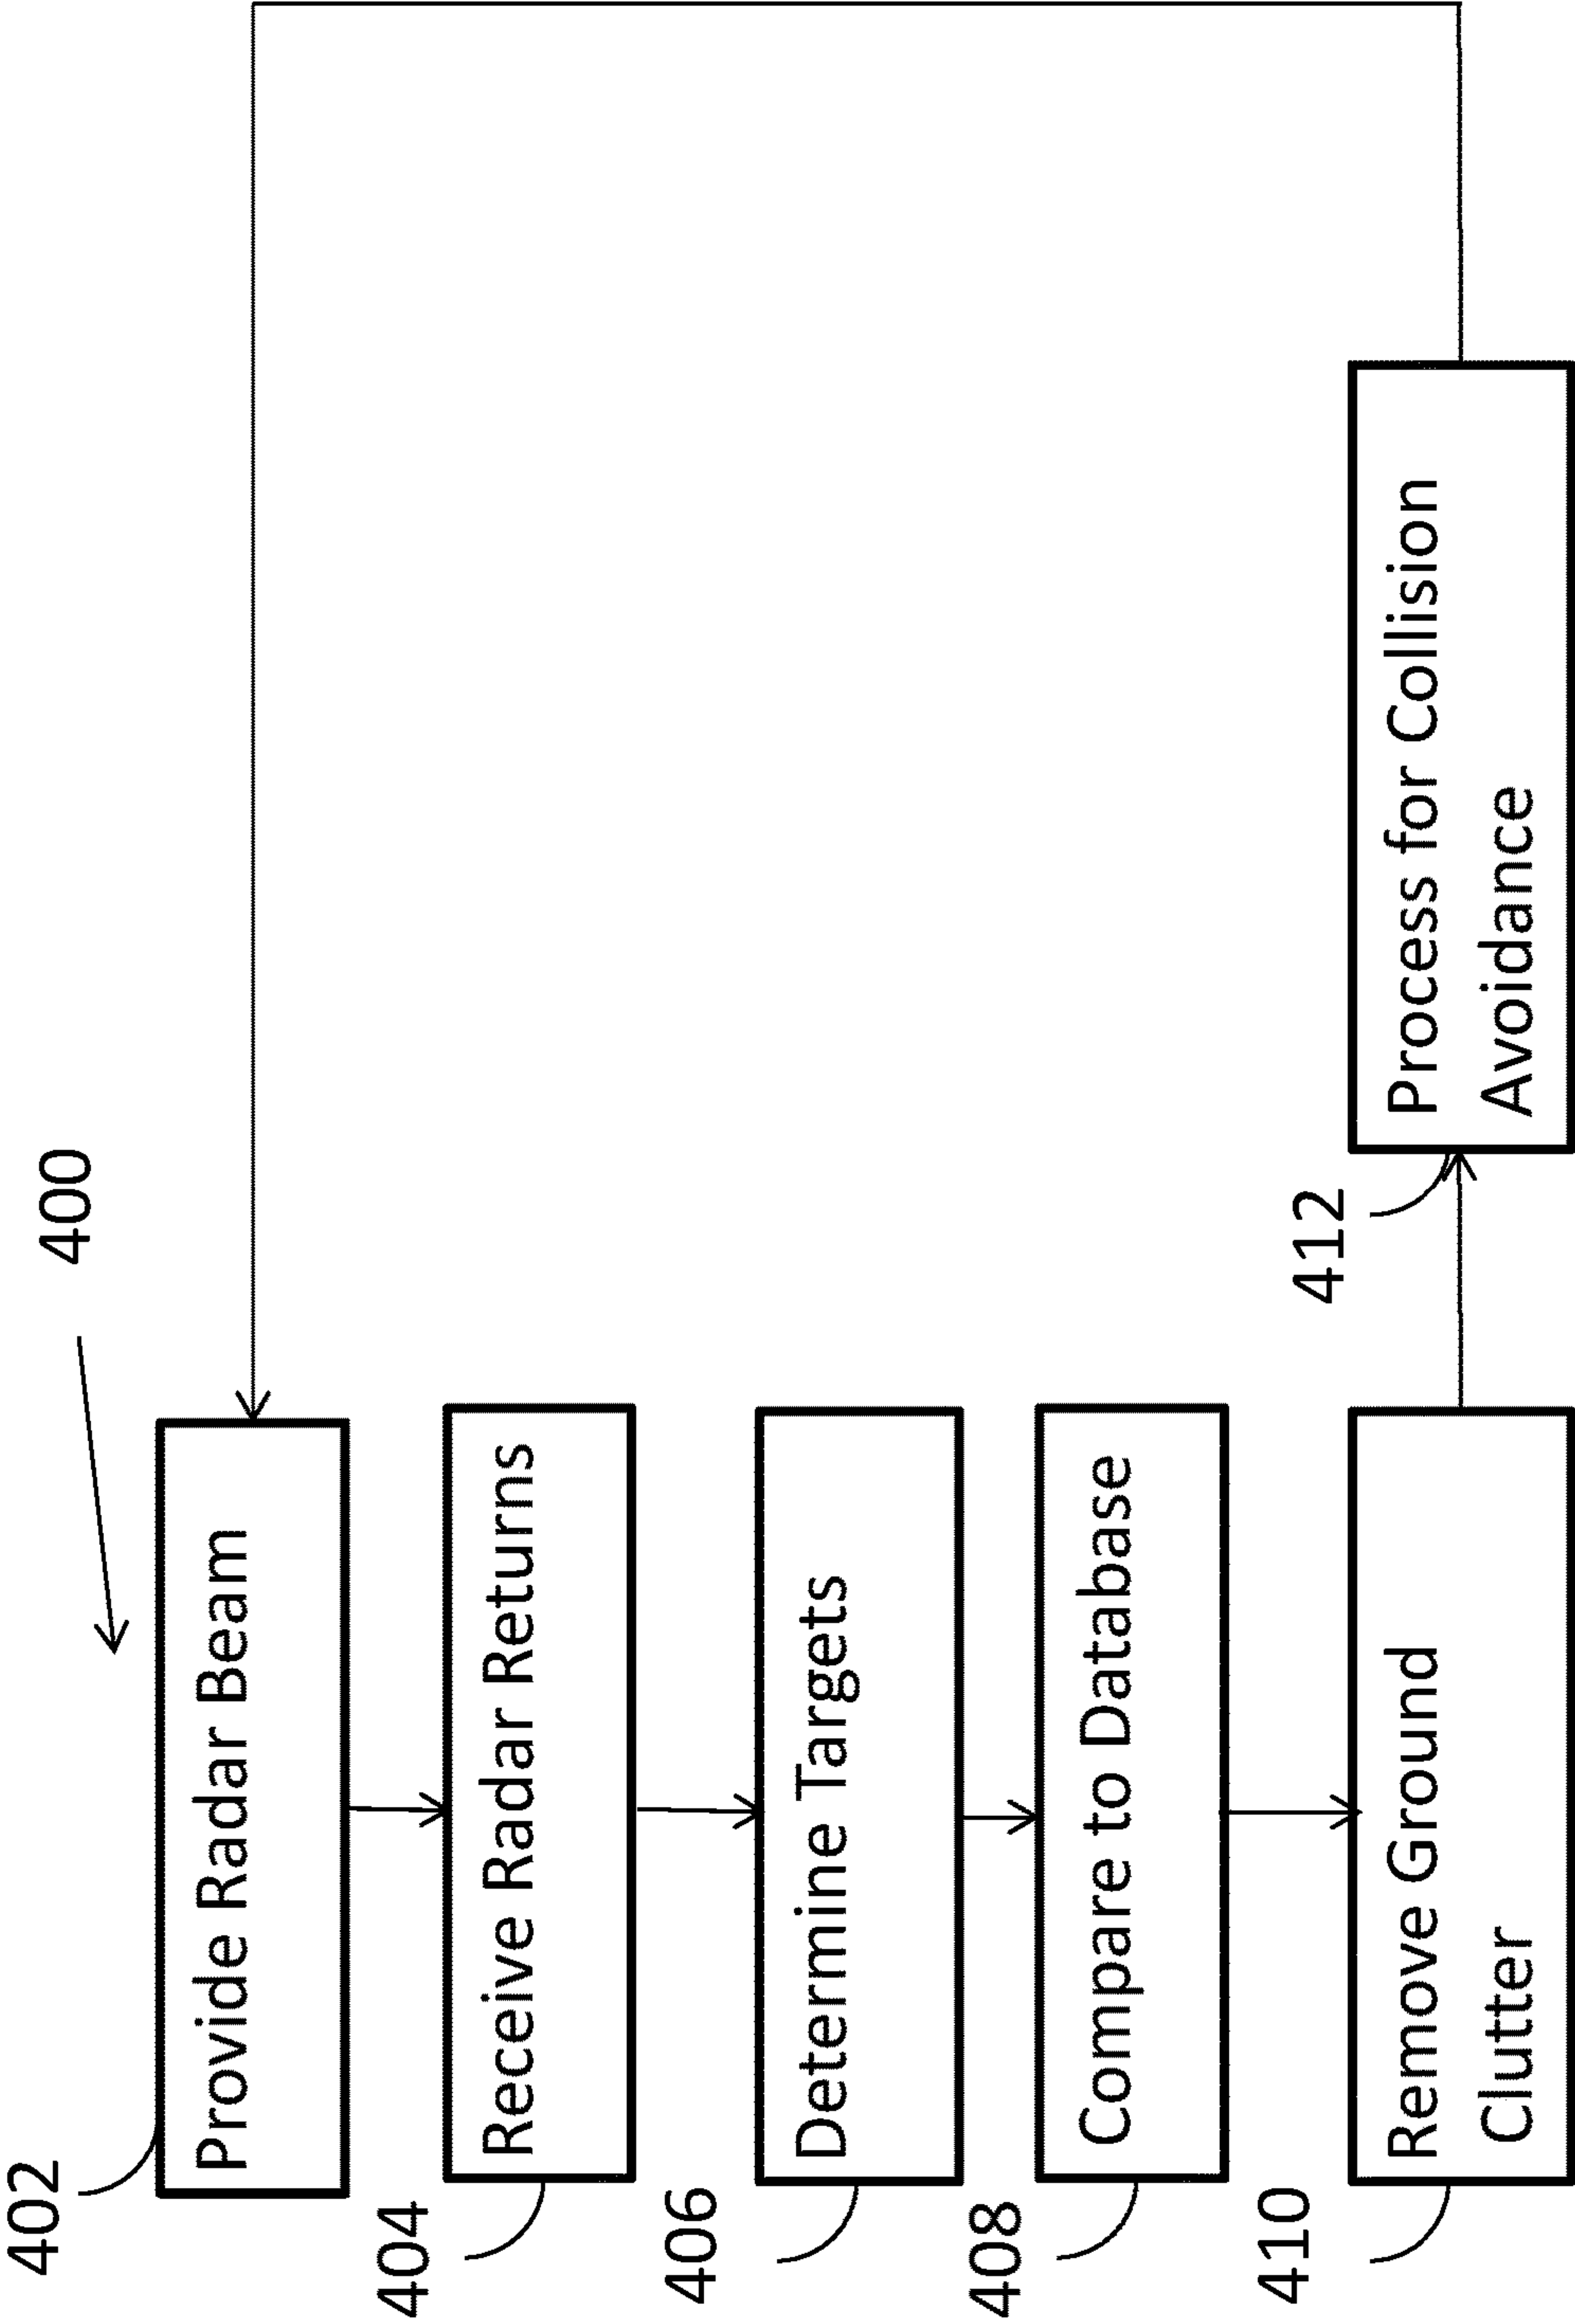 400
402
Provide Radar Beam
404
Receive Radar Returns
406
Determine Targets
408
Compare to Database
410
Remove Ground
Clutter
412
Process for Collision
Avoidance